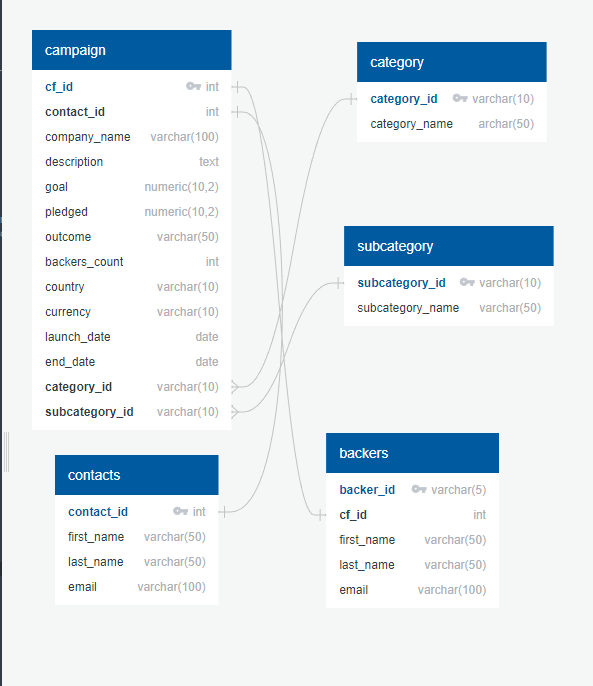 campaign
cf_id int
contact_id int
company_name varchar(100)
description text
goal numeric(10,2)
pledged numeric(10,2)
outcome varchar(50)
backers_count int
country varchar(10)
currency varchar(10)
launch_date date
end_date date
category_id varchar(10)
subcategory_id varchar(10)
category
category_id varchar(10)
category_name archar(50)
subcategory
subcategory_id varchar(10)
subcategory_name varchar(50)
contacts
contact_id int
first_name varchar(50)
last_name varchar(50)
email varchar(100)
backers
backer_id varchar(5)
cf_id int
first_name varchar(50)
last_name varchar(50)
email varchar(100)